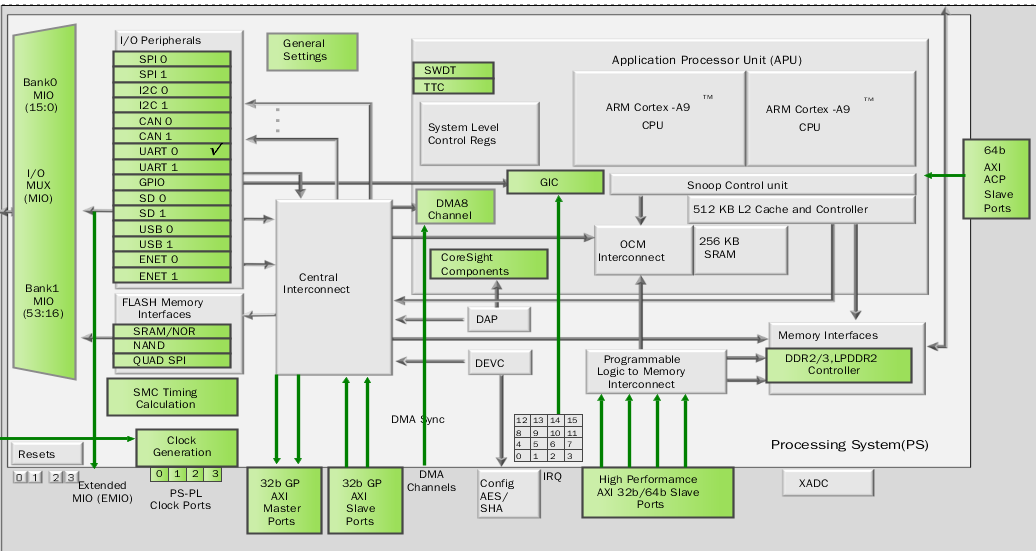 I/O Peripherals
SPI 0
SPI 1
I2C 0
I2C 1
CAN 0
CAN 1
UART 0 ✓
UART 1
GPIO
SD 0
SD 1
USB 0
USB 1
ENET 0
ENET 1
Bank0
MIO
(15:0)
I/O
MUX
(MIO)
Bank1
MIO
(53:16)
FLASH Memory
Interfaces
SRAM/NOR
NAND
QUAD SPI
SMC Timing
Calculation
Clock
Generation
0 1 2 3
PS-PL
Clock Ports
Resets
0 1 2 3
Extended
MIO (EMIO)
General
Settings
Central
Interconnect
32b GP
AXI
Master
Ports
32b GP
AXI
Slave
Ports
DMA Sync
DMA
Channels
Application Processor Unit (APU)
SWDT
TTC
System Level
Control Regs
ARM Cortex -A9 ™
CPU
ARM Cortex -A9 ™
CPU
GIC
Snoop Control unit
DMA8
Channel
512 KB L2 Cache and Controller
OCM
Interconnect
256 KB
SRAM
CoreSight
Components
DAP
DEVC
Programmable
Logic to Memory
Interconnect
Memory Interfaces
DDR2/3,LPDDR2
Controller
64b
AXI
ACP
Slave
Ports
12 13 14 15
8 9 10 11
4 5 6 7
0 1 2 3
IRQ
Config
AES/
SHA
High Performamce
AXI 32b/64b Slave
Ports
Processing System(PS)
XADC